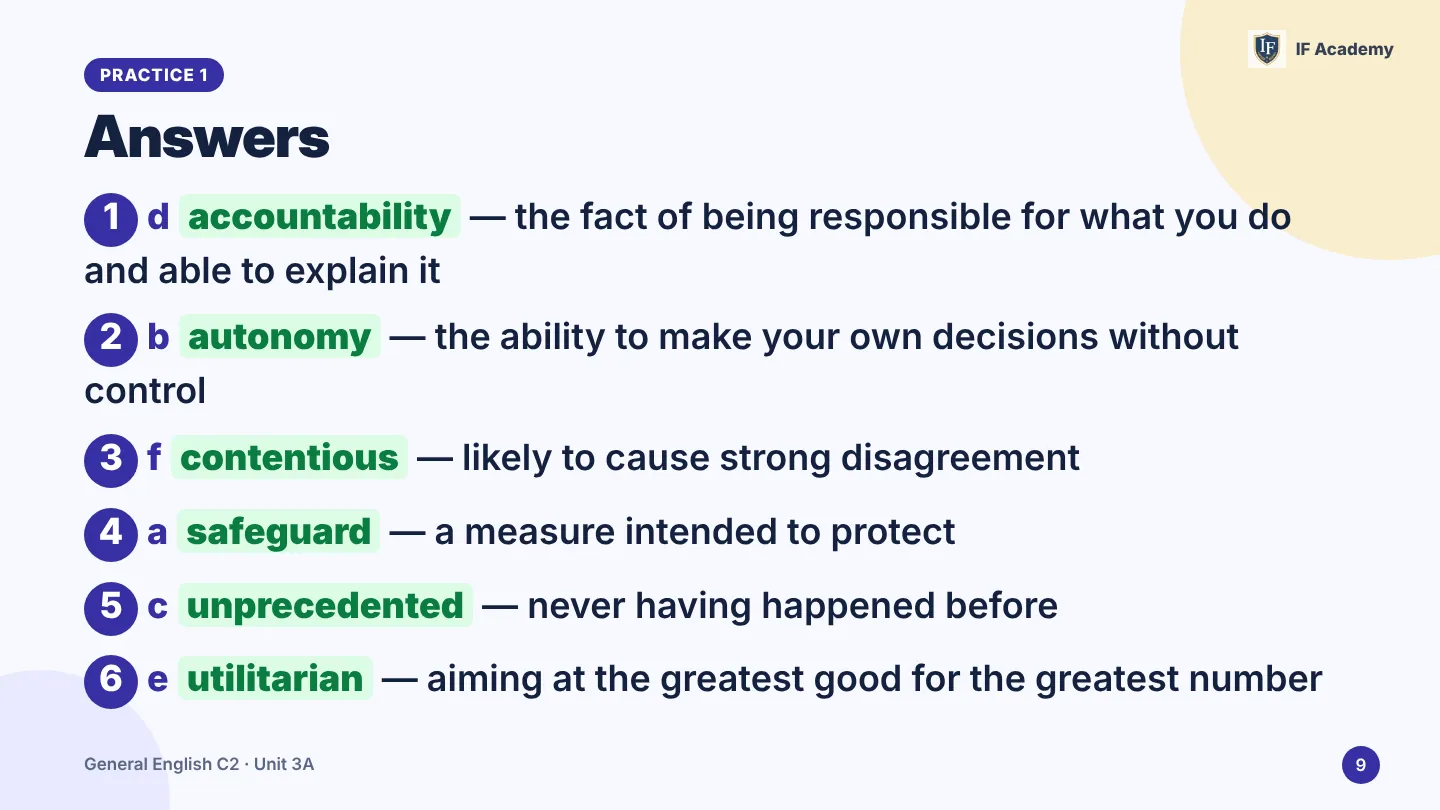 IF Academy
PRACTICE 1
Answers
1 d accountability — the fact of being responsible for what you do
and able to explain it
2 b autonomy — the ability to make your own decisions without
control
3 f contentious — likely to cause strong disagreement
4 a safeguard — a measure intended to protect
5 c unprecedented — never having happened before
6 e utilitarian — aiming at the greatest good for the greatest number
General English C2 · Unit 3A
9